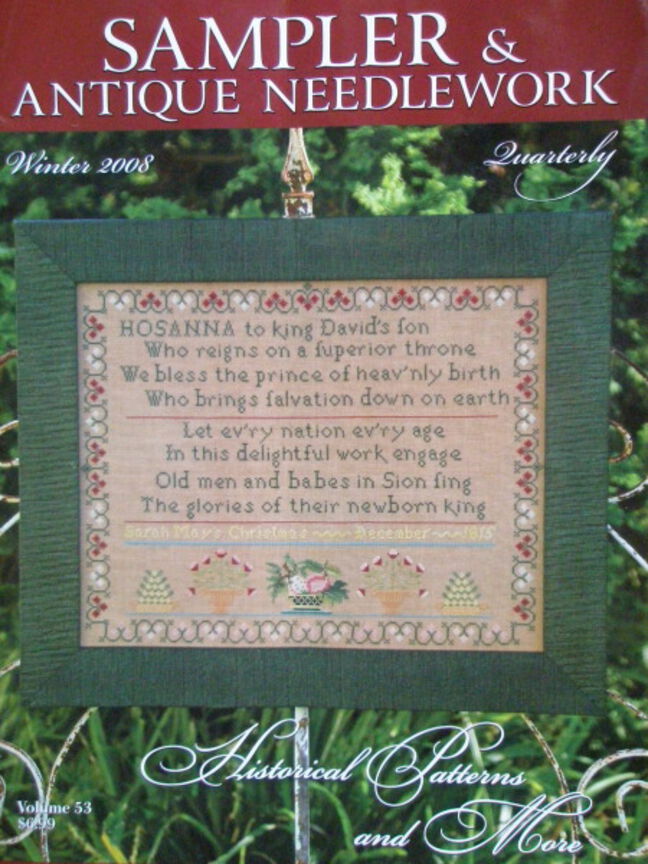 SAMPLER &
ANTIQUE NEEDLEWORK
Winter 2008
Quarterly
HOSANNA to king David's ſon
Who reigns on a ſuperior throne
We bless the prince of heav'nly birth
Who brings ſalvation down on earth
Let ev'ry nation ev'ry age
In this delightful work engage
Old men and babes in Sion ſing
The glories of their newborn king
Sarah May's, Christmas December 1815
Historical Patterns
and More
Volume 53
$6.99